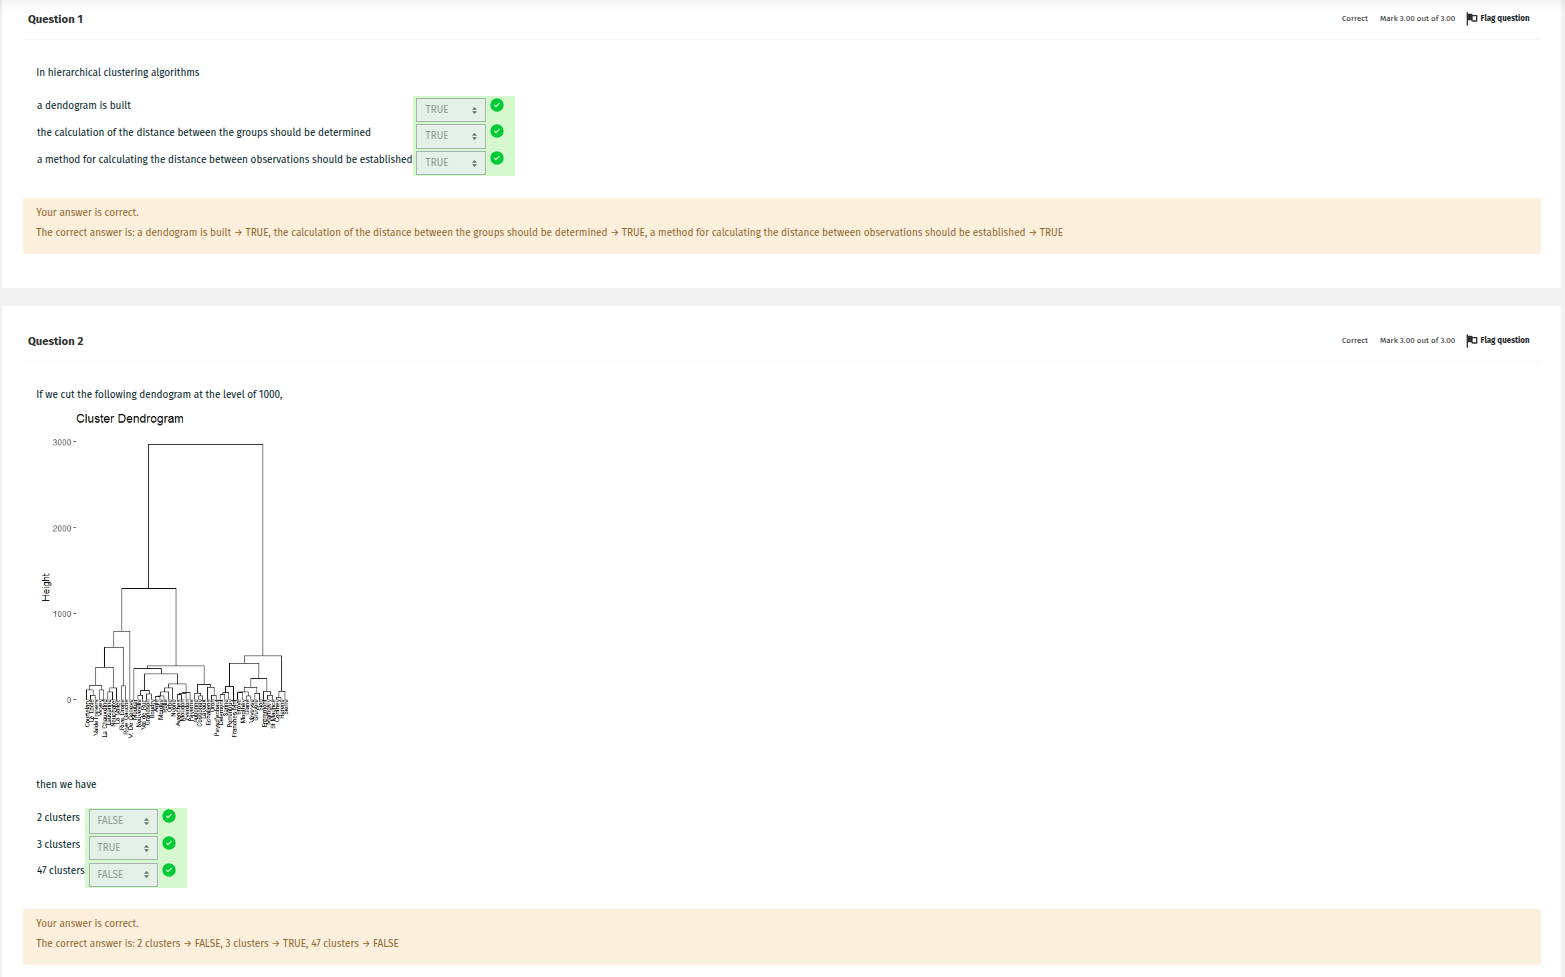 Question 1
Correct Mark 3.00 out of 3.00 Flag question
In hierarchical clustering algorithms
a dendogram is built TRUE
the calculation of the distance between the groups should be determined TRUE
a method for calculating the distance between observations should be established TRUE
Your answer is correct.
The correct answer is: a dendogram is built → TRUE, the calculation of the distance between the groups should be determined → TRUE, a method for calculating the distance between observations should be established → TRUE
Question 2
Correct Mark 3.00 out of 3.00 Flag question
If we cut the following dendogram at the level of 1000,
Cluster Dendrogram
3000
2000
1000
0
Height
then we have
2 clusters FALSE
3 clusters TRUE
47 clusters FALSE
Your answer is correct.
The correct answer is: 2 clusters → FALSE, 3 clusters → TRUE, 47 clusters → FALSE